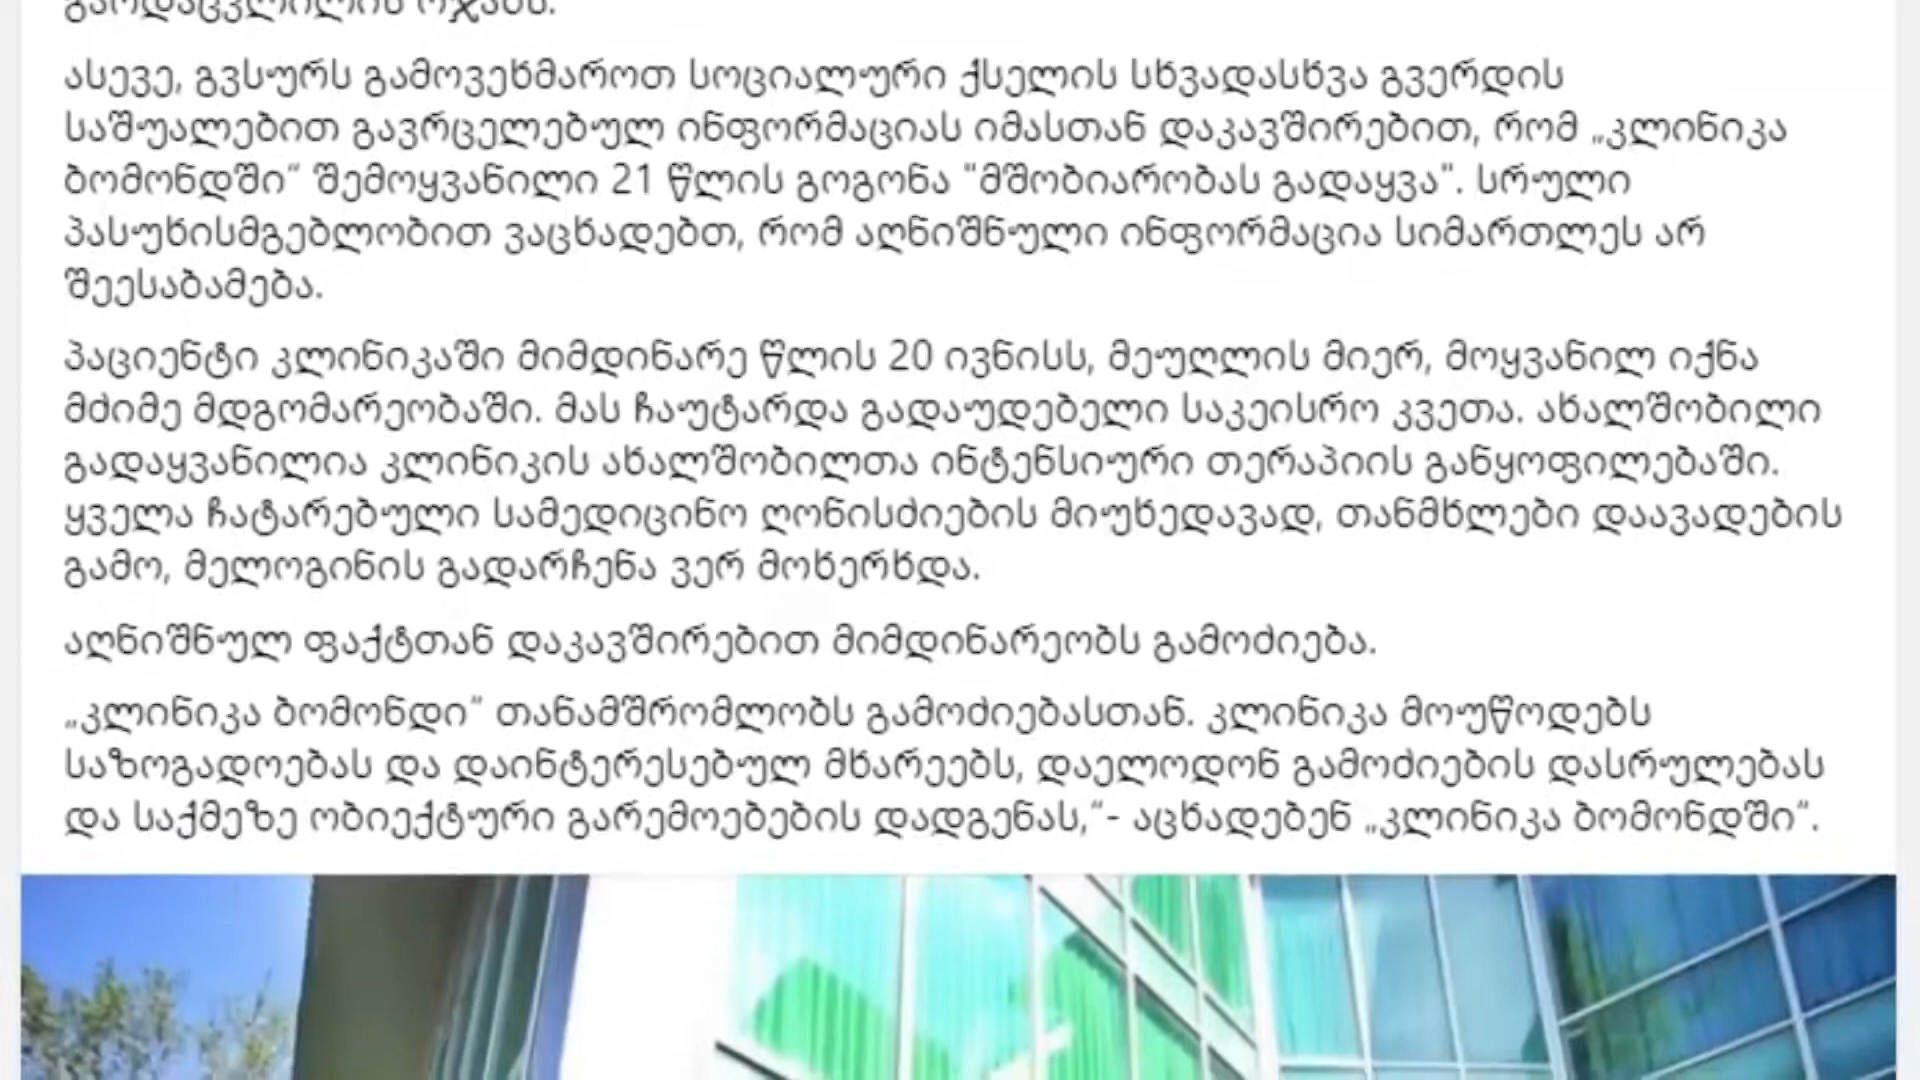 გარდაცვლილის ოჯახს.
ასევე, გვსურს გამოვეხმაროთ სოციალური ქსელის სხვადასხვა გვერდის
საშუალებით გავრცელებულ ინფორმაციას იმასთან დაკავშირებით, რომ „კლინიკა
ბომონდში“ შემოყვანილი 21 წლის გოგონა "მშობიარობას გადაყვა". სრული
პასუხისმგებლობით ვაცხადებთ, რომ აღნიშნული ინფორმაცია სიმართლეს არ
შეესაბამება.
პაციენტი კლინიკაში მიმდინარე წლის 20 ივნისს, მეუღლის მიერ, მოყვანილ იქნა
მძიმე მდგომარეობაში. მას ჩაუტარდა გადაუდებელი საკეისრო კვეთა. ახალშობილი
გადაყვანილია კლინიკის ახალშობილთა ინტენსიური თერაპიის განყოფილებაში.
ყველა ჩატარებული სამედიცინო ღონისძიების მიუხედავად, თანმხლები დაავადების
გამო, მელოგინის გადარჩენა ვერ მოხერხდა.
აღნიშნულ ფაქტთან დაკავშირებით მიმდინარეობს გამოძიება.
„კლინიკა ბომონდი“ თანამშრომლობს გამოძიებასთან. კლინიკა მოუწოდებს
საზოგადოებას და დაინტერესებულ მხარეებს, დაელოდონ გამოძიების დასრულებას
და საქმეზე ობიექტური გარემოებების დადგენას,“- აცხადებენ „კლინიკა ბომონდში“.